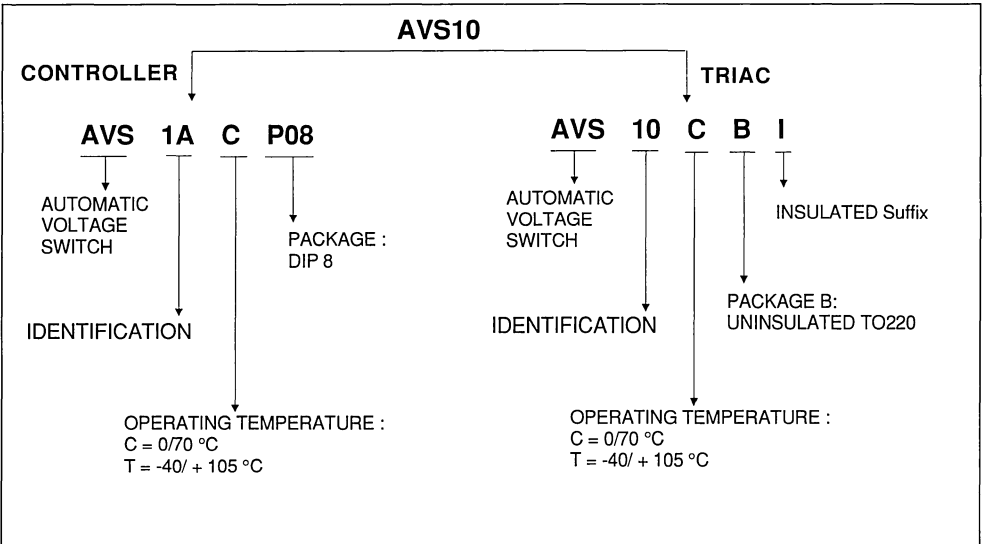 AVS10
CONTROLLER
TRIAC
AVS 1A C P08
AUTOMATIC
VOLTAGE
SWITCH
PACKAGE :
DIP 8
IDENTIFICATION
OPERATING TEMPERATURE :
C = 0/70 °C
T = -40/ + 105 °C
AVS 10 C B I
AUTOMATIC
VOLTAGE
SWITCH
INSULATED Suffix
PACKAGE B:
UNINSULATED TO220
IDENTIFICATION
OPERATING TEMPERATURE :
C = 0/70 °C
T = -40/ + 105 °C